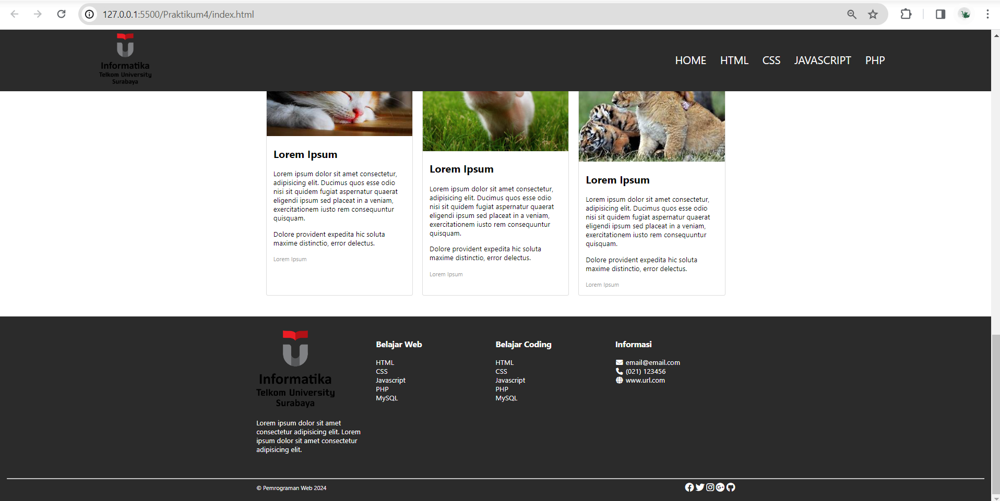 127.0.0.1:5500/Praktikum4/index.html
Informatika
Telkom University
Surabaya
HOME HTML CSS JAVASCRIPT PHP
Lorem Ipsum
Lorem ipsum dolor sit amet consectetur,
adipisicing elit. Ducimus quos esse odio
nisi sit quidem fugiat aspernatur quaerat
eligendi ipsum sed placeat in a veniam,
exercitationem iusto rem consequuntur
quisquam.
Dolore provident expedita hic soluta
maxime distinctio, error delectus.
Lorem Ipsum
Lorem Ipsum
Lorem ipsum dolor sit amet consectetur,
adipisicing elit. Ducimus quos esse odio
nisi sit quidem fugiat aspernatur quaerat
eligendi ipsum sed placeat in a veniam,
exercitationem iusto rem consequuntur
quisquam.
Dolore provident expedita hic soluta
maxime distinctio, error delectus.
Lorem Ipsum
Lorem Ipsum
Lorem ipsum dolor sit amet consectetur,
adipisicing elit. Ducimus quos esse odio
nisi sit quidem fugiat aspernatur quaerat
eligendi ipsum sed placeat in a veniam,
exercitationem iusto rem consequuntur
quisquam.
Dolore provident expedita hic soluta
maxime distinctio, error delectus.
Lorem Ipsum
Informatika
Telkom University
Surabaya
Lorem ipsum dolor sit amet
consectetur adipisicing elit. Lorem
ipsum dolor sit amet consectetur
adipisicing elit.
Belajar Web
HTML
CSS
Javascript
PHP
MySQL
Belajar Coding
HTML
CSS
Javascript
PHP
MySQL
Informasi
email@email.com
(021) 123456
www.url.com
© Pemrograman Web 2024